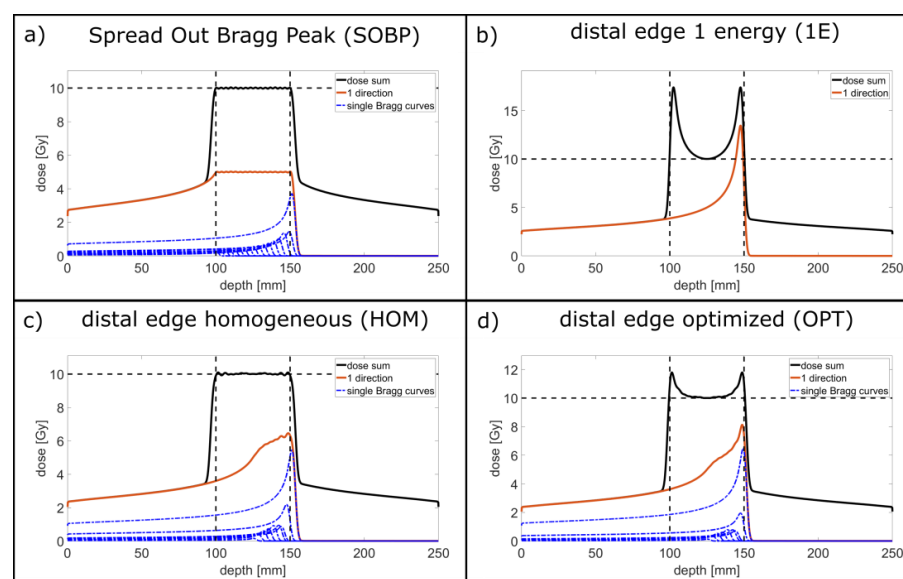 a) Spread Out Bragg Peak (SOBP)
dose sum
1 direction
single Bragg curves
10
8
6
4
2
0
dose [Gy]
0 50 100 150 200 250
depth [mm]
b) distal edge 1 energy (1E)
dose sum
1 direction
15
10
5
0
dose [Gy]
0 50 100 150 200 250
depth [mm]
c) distal edge homogeneous (HOM)
dose sum
1 direction
single Bragg curves
10
8
6
4
2
0
dose [Gy]
0 50 100 150 200 250
depth [mm]
d) distal edge optimized (OPT)
dose sum
1 direction
single Bragg curves
12
10
8
6
4
2
0
dose [Gy]
0 50 100 150 200 250
depth [mm]